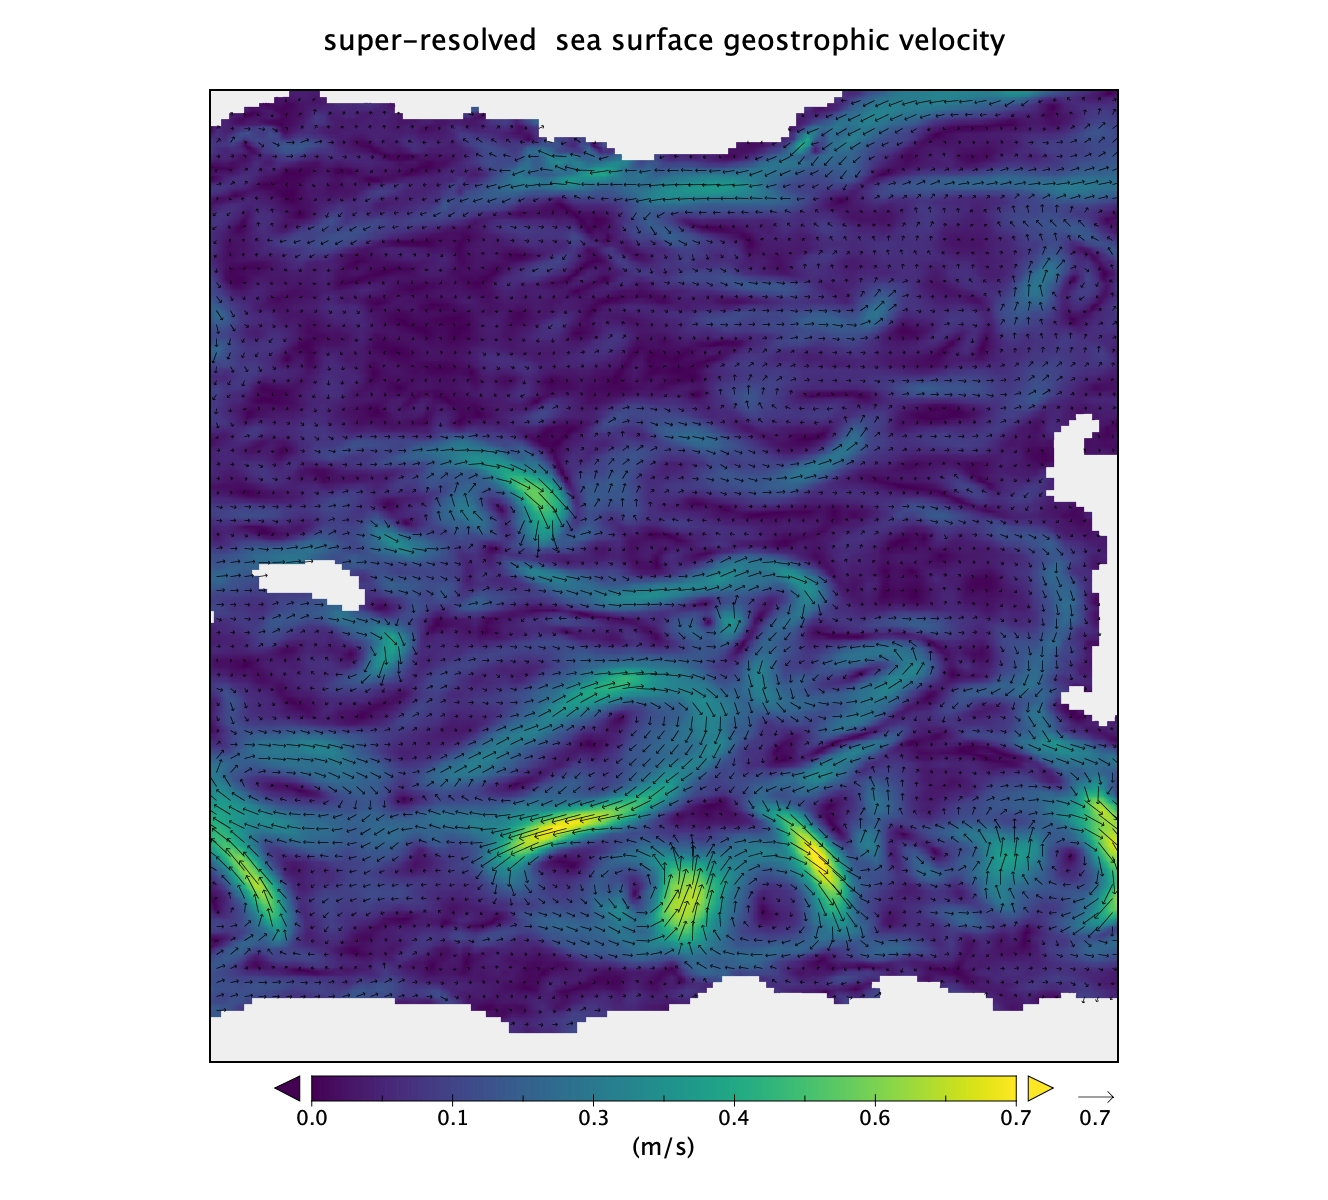 super-resolved  sea surface geostrophic velocity
0.0 0.1 0.3 0.4 0.6 0.7 0.7
(m/s)